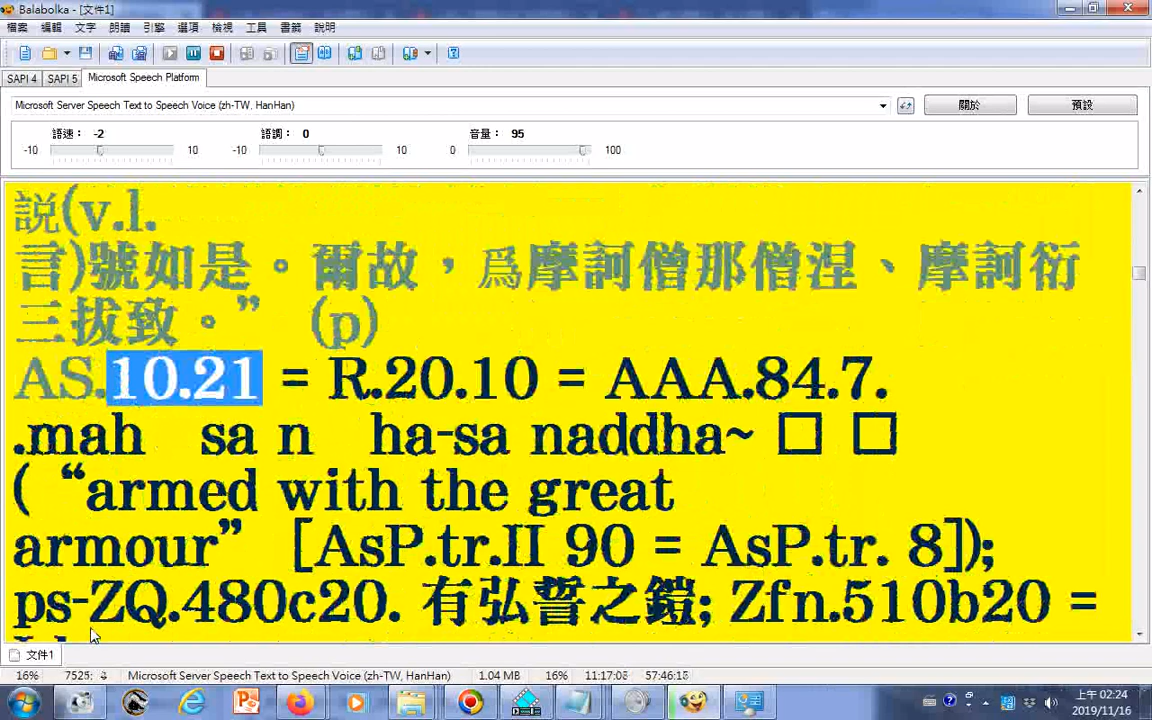 Balabolka - [文件1]
檔案 編輯 文字 朗讀 引擎 選項 檢視 工具 書籤 說明
SAPI 4 SAPI 5 Microsoft Speech Platform
Microsoft Server Speech Text to Speech Voice (zh-TW, HanHan) 關於 預設
語速： -2 語調： 0 音量： 95
-10 10 -10 10 0 100
説(v.l.
言)號如是。爾故，爲摩訶僧那僧涅、摩訶衍
三拔致。” (p)
AS.10.21 = R.20.10 = AAA.84.7.
.mah sa n ha-sa naddha~ □ □
( “armed with the great
armour” [AsP.tr.II 90 = AsP.tr. 8]);
ps-ZQ.480c20. 有弘誓之鎧; Zfn.510b20 =
文件1
16% Microsoft Server Speech Text to Speech Voice (zh-TW, HanHan) 1.04 MB 16% 11:17:03 57:46:13
上午 02:24
2019/11/16